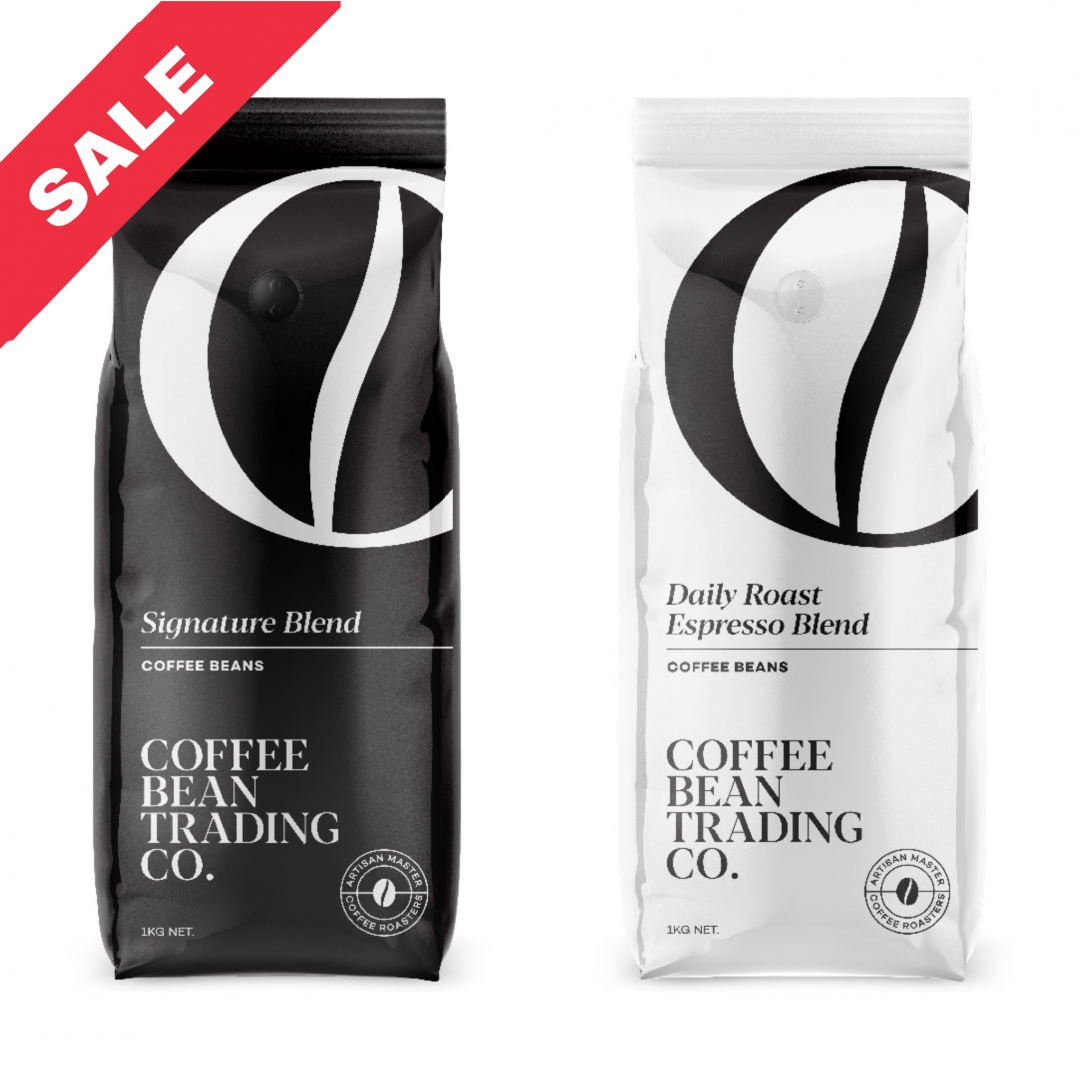 SALE
Signature Blend
COFFEE BEANS
COFFEE
BEAN
TRADING
CO.
ARTISAN MASTER
COFFEE ROASTERS
1KG NET.
Daily Roast
Espresso Blend
COFFEE BEANS
COFFEE
BEAN
TRADING
CO.
ARTISAN MASTER
COFFEE ROASTERS
1KG NET.